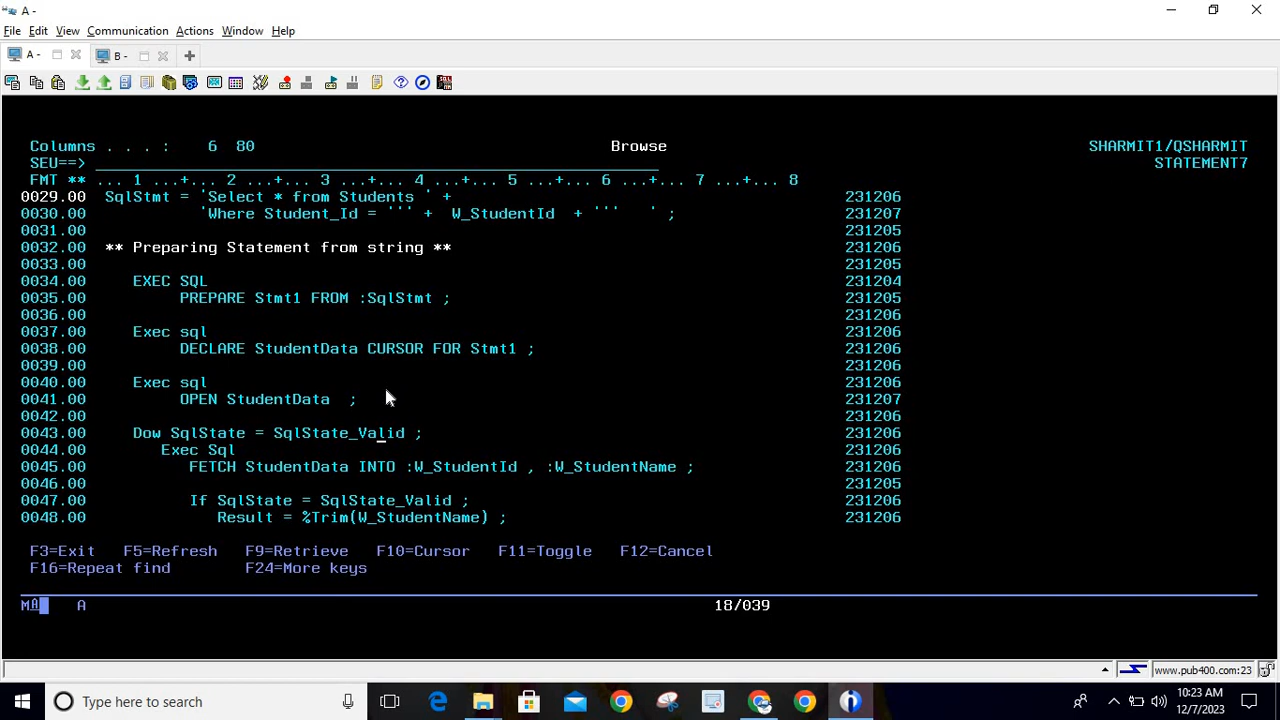 A -
File Edit View Communication Actions Window Help
A - B -
Columns . . . : 6 80 Browse SHARMIT1/QSHARMIT
SEU==> STATEMENT7
FMT ** ... 1 ...+... 2 ...+... 3 ...+... 4 ...+... 5 ...+... 6 ...+... 7 ...+... 8
0029.00 SqlStmt = 'Select * from Students ' + 231206
0030.00 'Where Student_Id = ''' + W_StudentId + ''' ' ; 231207
0031.00 231205
0032.00 ** Preparing Statement from string ** 231206
0033.00 231205
0034.00 EXEC SQL 231204
0035.00 PREPARE Stmt1 FROM :SqlStmt ; 231205
0036.00 231206
0037.00 Exec sql 231206
0038.00 DECLARE StudentData CURSOR FOR Stmt1 ; 231206
0039.00 231206
0040.00 Exec sql 231206
0041.00 OPEN StudentData ; 231207
0042.00 231206
0043.00 Dow SqlState = SqlState_Valid ; 231206
0044.00 Exec Sql 231206
0045.00 FETCH StudentData INTO :W_StudentId , :W_StudentName ; 231206
0046.00 231205
0047.00 If SqlState = SqlState_Valid ; 231206
0048.00 Result = %Trim(W_StudentName) ; 231206
F3=Exit F5=Refresh F9=Retrieve F10=Cursor F11=Toggle F12=Cancel
F16=Repeat find F24=More keys
MA A 18/039
www.pub400.com:23
Type here to search
10:23 AM
12/7/2023